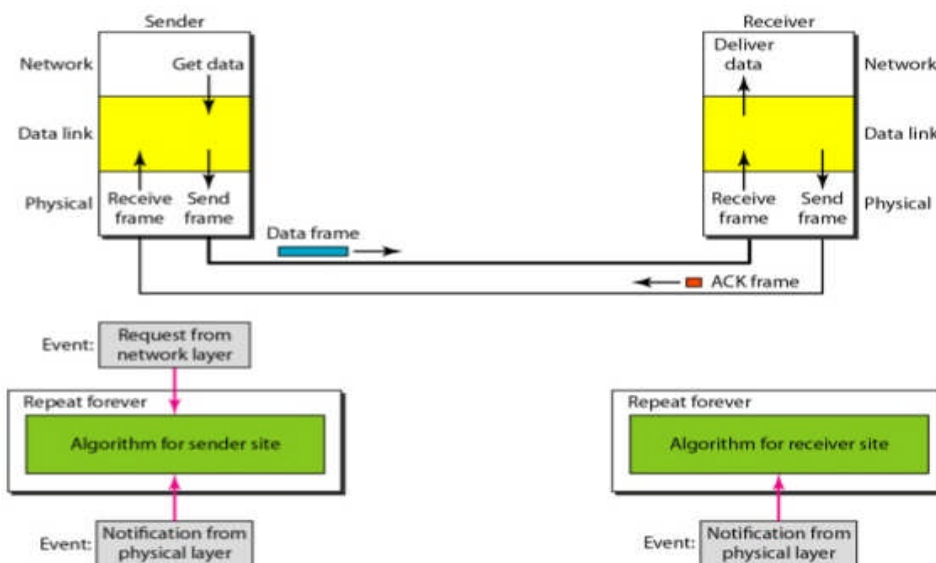 Sender
Receiver
Network
Get data
Deliver
data
Network
Data link
Data link
Physical
Receive
frame
Send
frame
Receive
frame
Send
frame
Physical
Data frame
ACK frame
Event:
Request from
network layer
Repeat forever
Algorithm for sender site
Repeat forever
Algorithm for receiver site
Event:
Notification from
physical layer
Event:
Notification from
physical layer